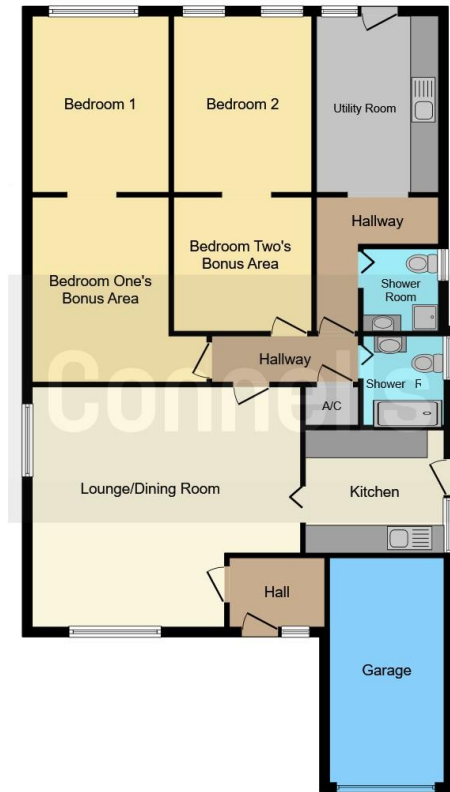 Bedroom 1
Bedroom 2
Utility Room
Hallway
Bedroom Two's
Bonus Area
Bedroom One's
Bonus Area
Shower
Room
Hallway
Shower R
A/C
Connells
Lounge/Dining Room
Kitchen
Hall
Garage